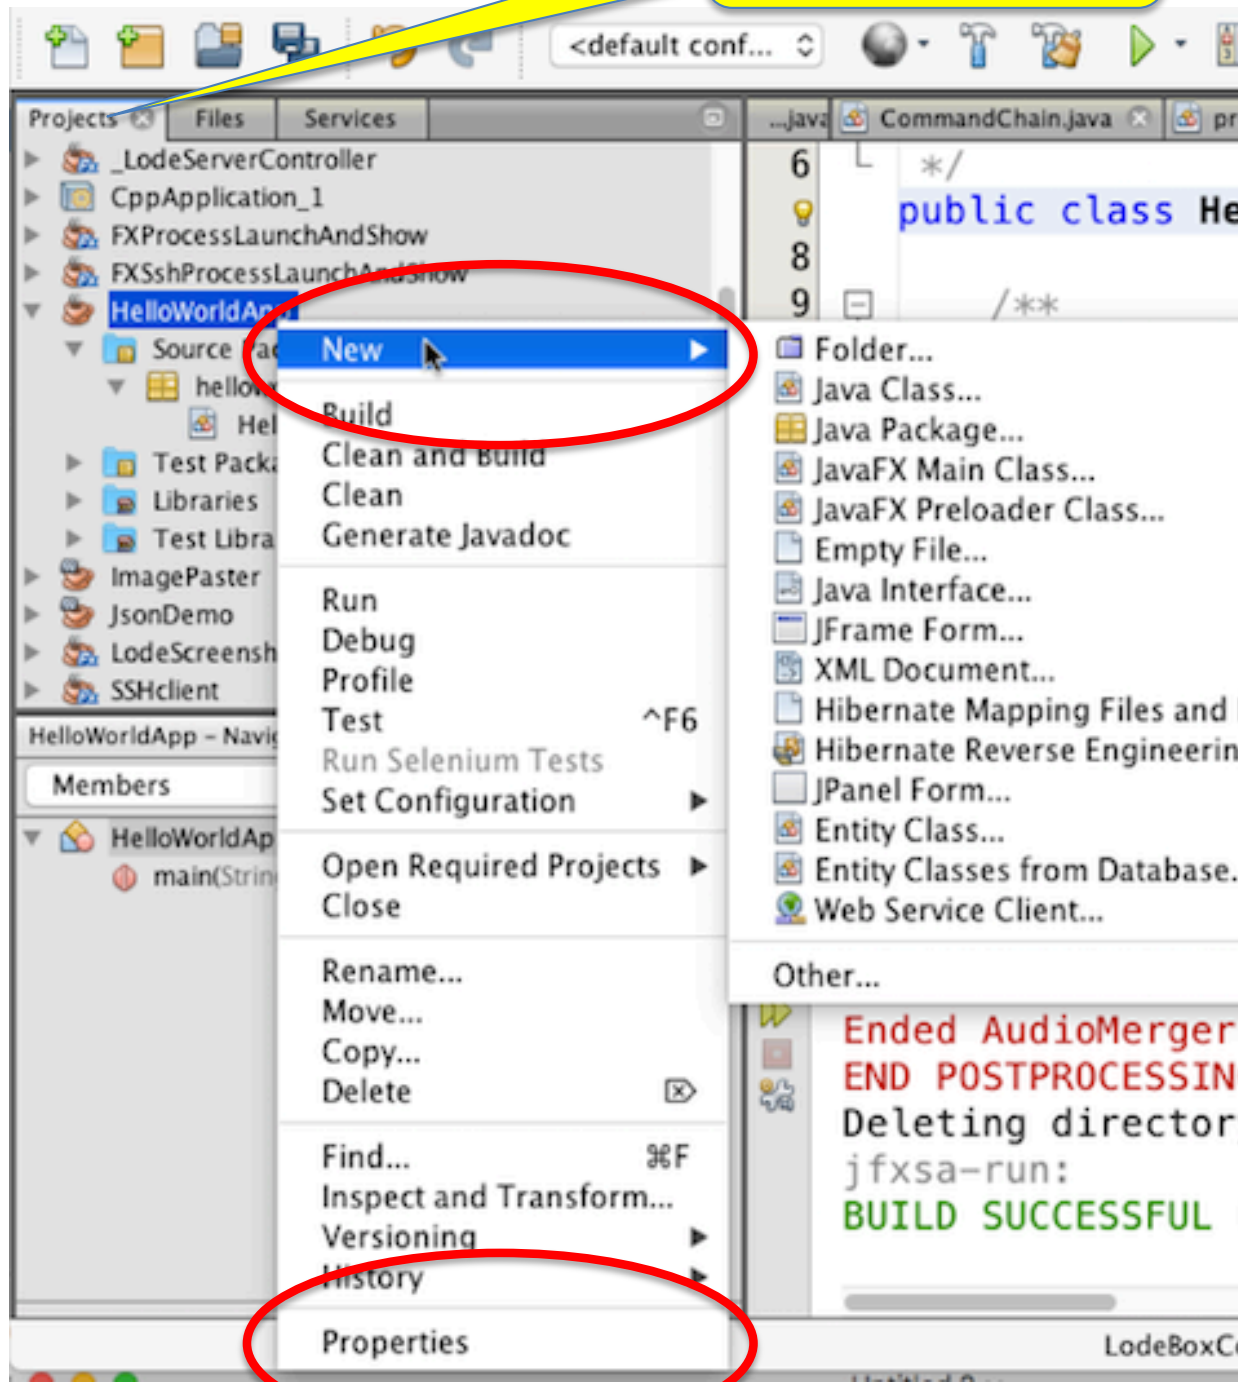 <default conf...
Projects
Files
Services
...java
CommandChain.java
pr
_LodeServerController
CppApplication_1
FXProcessLaunchAndShow
FXSshProcessLaunchAndShow
HelloWorldApp
Source Pac
hellow
Hel
Test Packa
Libraries
Test Libra
ImagePaster
JsonDemo
LodeScreensh
SSHclient
6 */
public class He
8
9 /**
New
Build
Clean and Build
Clean
Generate Javadoc
Run
Debug
Profile
Test ^F6
Run Selenium Tests
Set Configuration
Open Required Projects
Close
Rename...
Move...
Copy...
Delete
Find... ⌘F
Inspect and Transform...
Versioning
History
Properties
Folder...
Java Class...
Java Package...
JavaFX Main Class...
JavaFX Preloader Class...
Empty File...
Java Interface...
JFrame Form...
XML Document...
Hibernate Mapping Files and
Hibernate Reverse Engineerin
JPanel Form...
Entity Class...
Entity Classes from Database.
Web Service Client...
Other...
HelloWorldApp - Navig
Members
HelloWorldAp
main(Strin
Ended AudioMerger
END POSTPROCESSIN
Deleting director
jfxsa-run:
BUILD SUCCESSFUL
LodeBoxCo